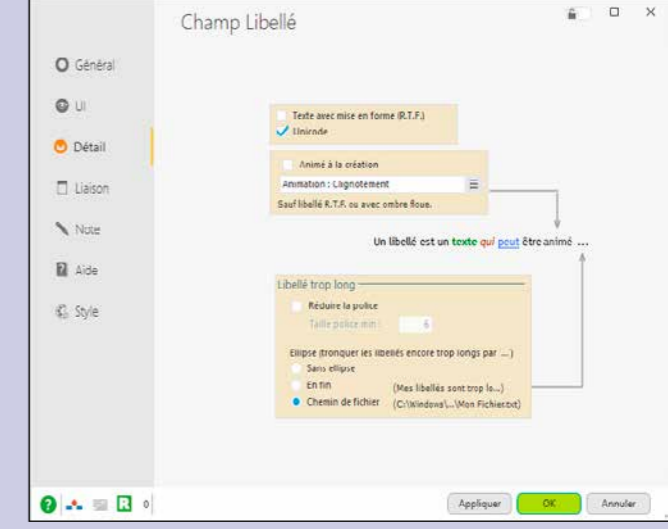 Champ Libellé
Général
UI
Détail
Liaison
Note
Aide
Style
Texte avec mise en forme (R.T.F.)
Unicode
Animé à la création
Animation : Clignotement
Sauf libellé R.T.F. ou avec ombre floue.
Un libellé est un texte qui peut être animé ...
Libellé trop long
Réduire la police
Taille police min : 6
Ellipse (tronquer les libellés encore trop longs par ...)
Sans ellipse
En fin (Mes libellés sont trop lo...)
Chemin de fichier (C:\Windows\...\Mon Fichier.txt)
? R 0 Appliquer OK Annuler